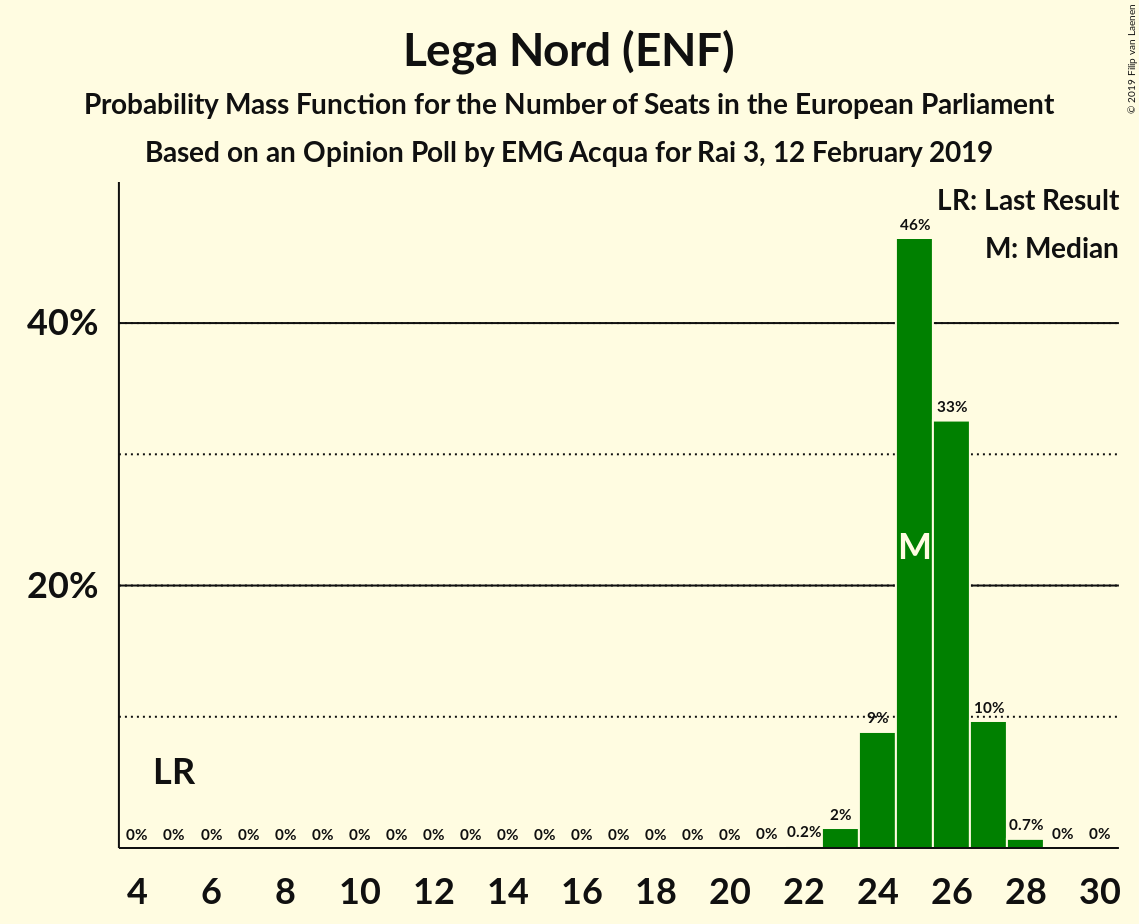 Lega Nord (ENF)
Probability Mass Function for the Number of Seats in the European Parliament
Based on an Opinion Poll by EMG Acqua for Rai 3, 12 February 2019
© 2019 Filip van Laenen
LR: Last Result
M: Median
46%
40%
33%
M
20%
9%
10%
LR
0% 0% 0% 0% 0% 0% 0% 0% 0% 0% 0% 0% 0% 0% 0% 0% 0% 0% 0.2% 2% 0.7% 0% 0%
4 6 8 10 12 14 16 18 20 22 24 26 28 30